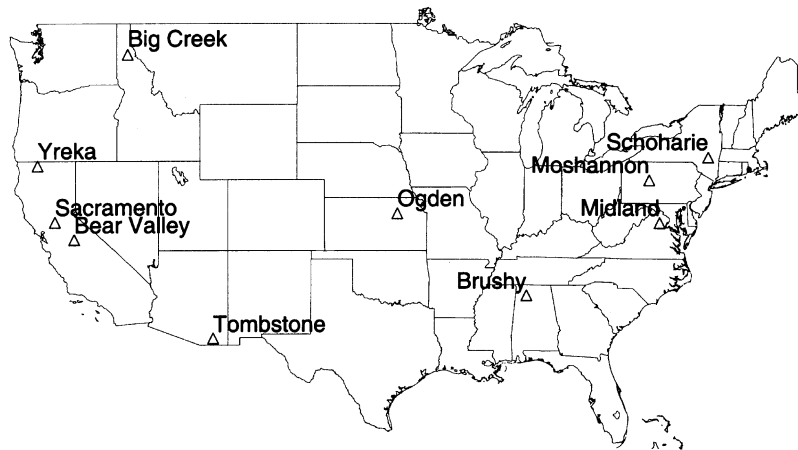 Big Creek
Schoharie
Yreka
Moshannon
Ogden
Sacramento
Midland
Bear Valley
Brushy
Tombstone